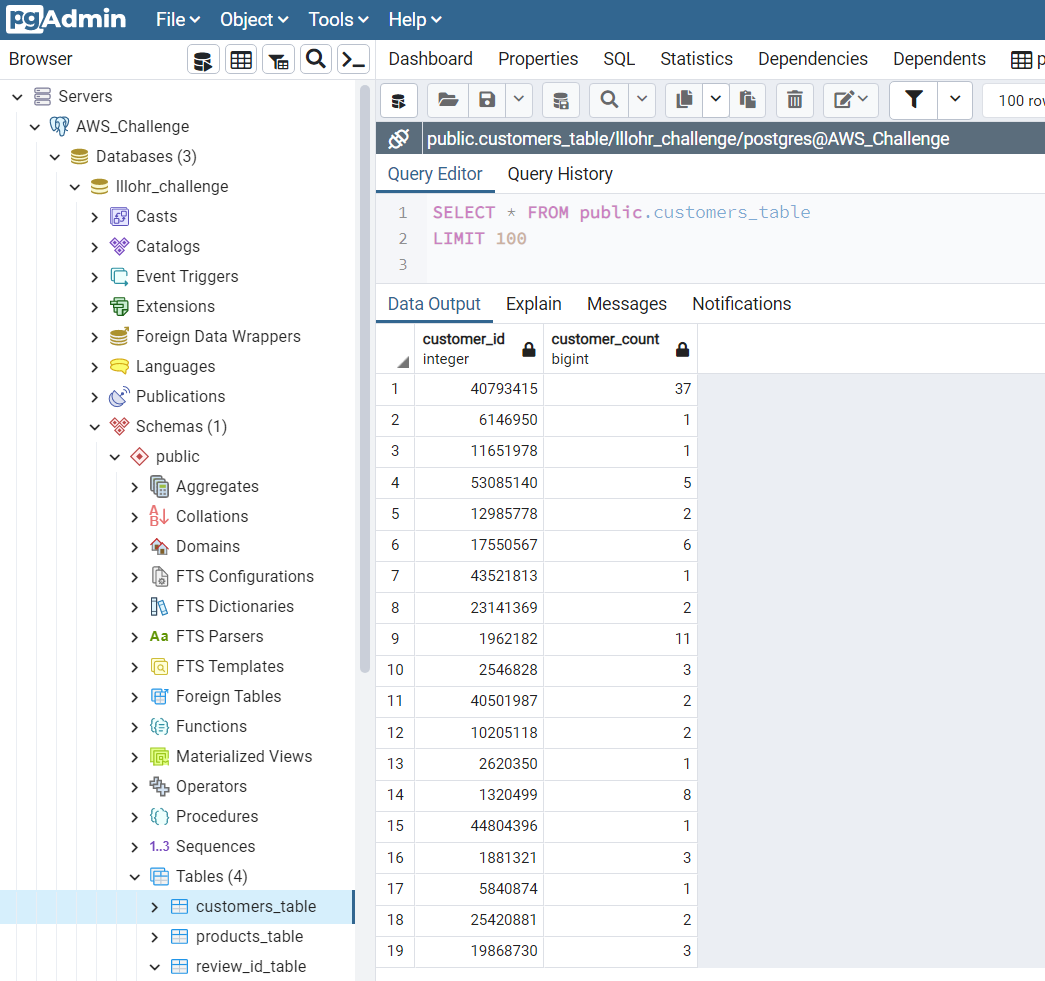 pgAdmin File Object Tools Help
Browser
Dashboard Properties SQL Statistics Dependencies Dependents
Servers
AWS_Challenge
Databases (3)
lllohr_challenge
Casts
Catalogs
Event Triggers
Extensions
Foreign Data Wrappers
Languages
Publications
Schemas (1)
public
Aggregates
Collations
Domains
FTS Configurations
FTS Dictionaries
Aa FTS Parsers
FTS Templates
Foreign Tables
Functions
Materialized Views
Operators
Procedures
1..3 Sequences
Tables (4)
customers_table
products_table
review_id_table
100 ro
public.customers_table/lllohr_challenge/postgres@AWS_Challenge
Query Editor Query History
1 SELECT * FROM public.customers_table
2 LIMIT 100
3
Data Output Explain Messages Notifications
customer_id customer_count
integer bigint
1 40793415 37
2 6146950 1
3 11651978 1
4 53085140 5
5 12985778 2
6 17550567 6
7 43521813 1
8 23141369 2
9 1962182 11
10 2546828 3
11 40501987 2
12 10205118 2
13 2620350 1
14 1320499 8
15 44804396 1
16 1881321 3
17 5840874 1
18 25420881 2
19 19868730 3